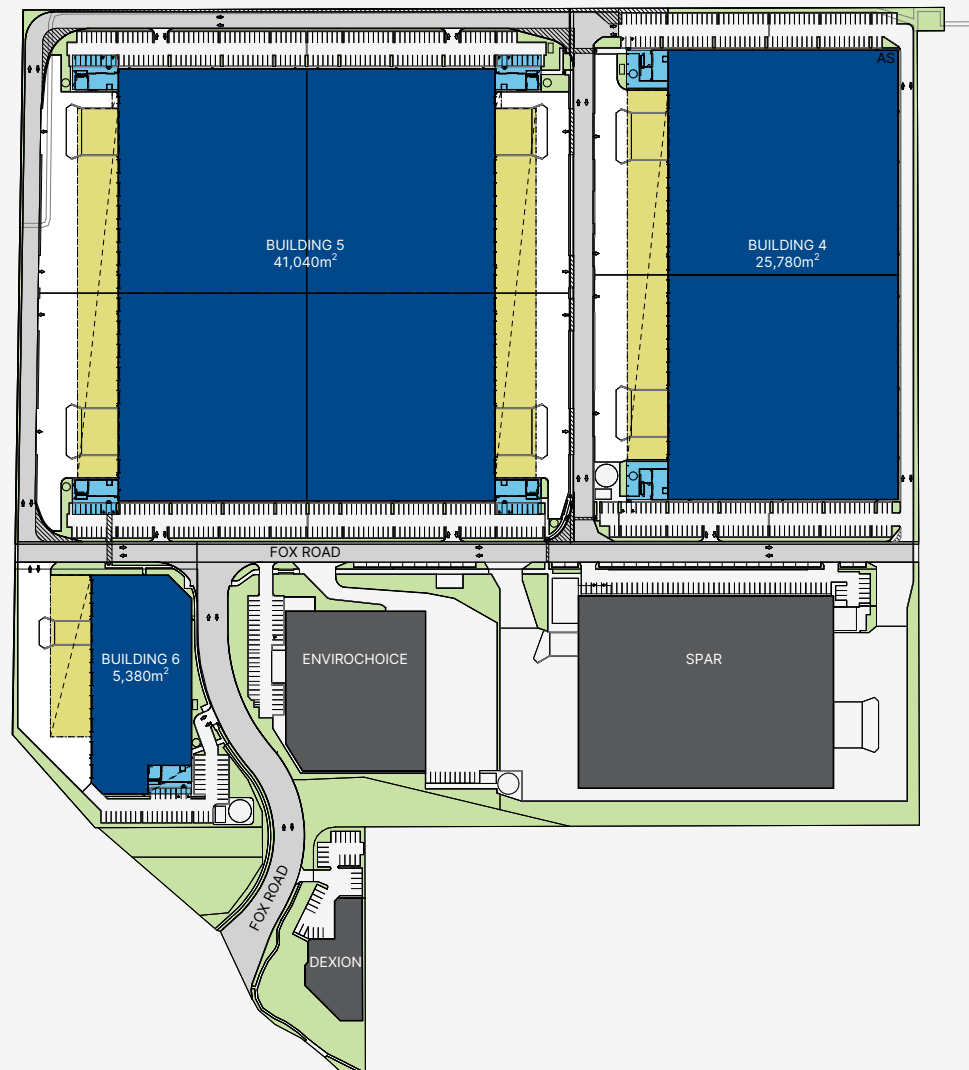 AS
BUILDING 5
41,040m²
BUILDING 4
25,780m²
FOX ROAD
BUILDING 6
5,380m²
ENVIROCHOICE
SPAR
FOX ROAD
DEXION